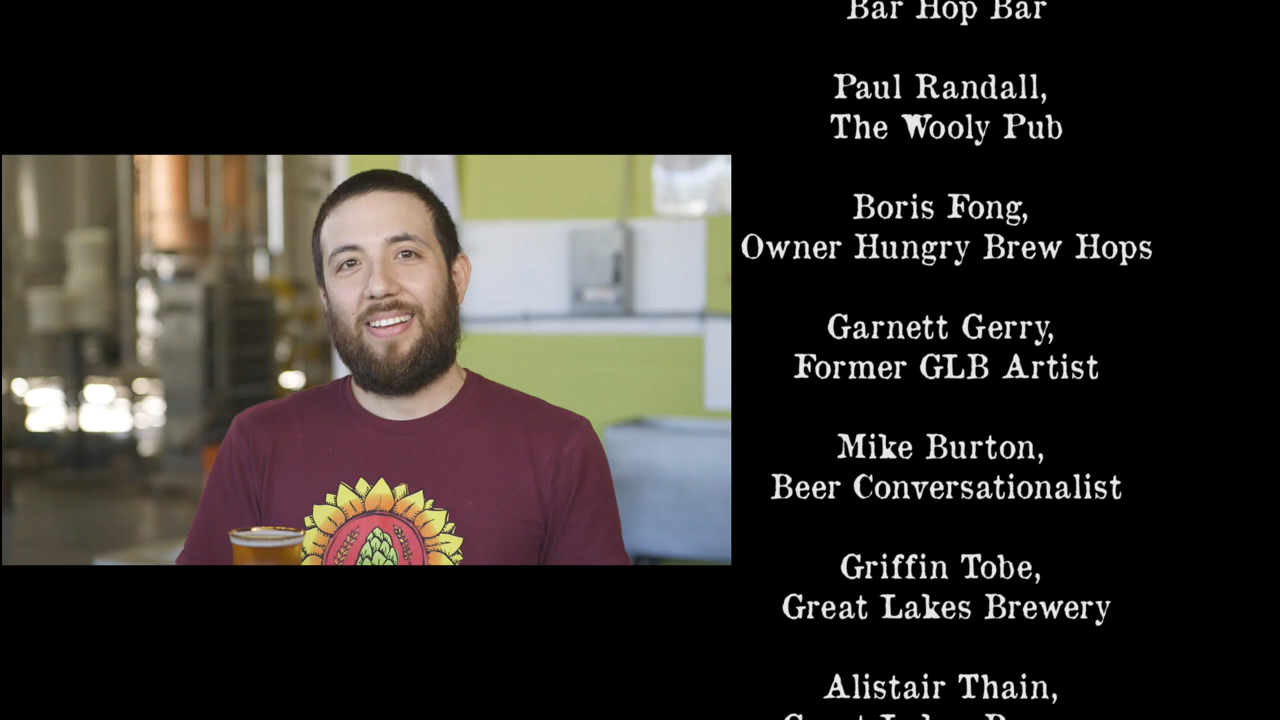 Bar Hop Bar
Paul Randall,
The Wooly Pub
Boris Fong,
Owner Hungry Brew Hops
Garnett Gerry,
Former GLB Artist
Mike Burton,
Beer Conversationalist
Griffin Tobe,
Great Lakes Brewery
Alistair Thain,